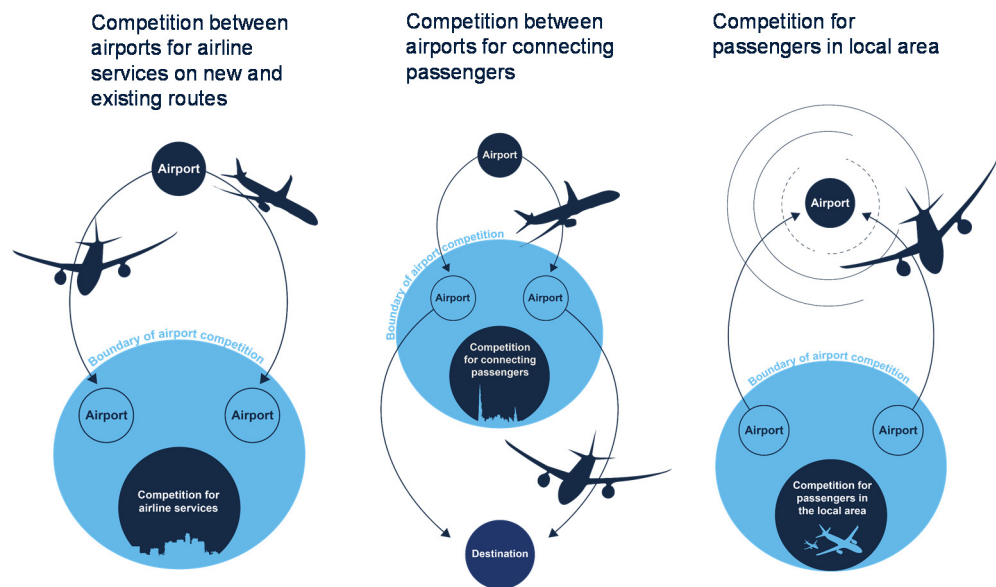 Competition between
airports for airline
services on new and
existing routes
Airport
Boundary of airport competition
Airport
Airport
Competition for
airline services
Competition between
airports for connecting
passengers
Airport
Boundary of airport competition
Airport
Airport
Competition
for connecting
passengers
Destination
Competition for
passengers in local area
Airport
Boundary of airport competition
Airport
Airport
Competition for
passengers in
the local area